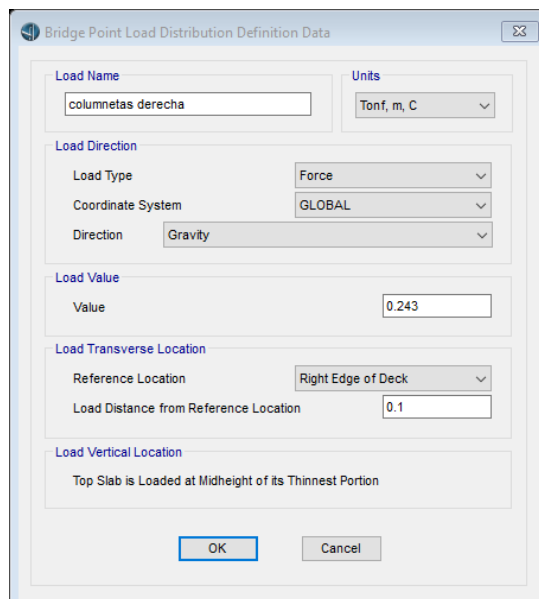 Bridge Point Load Distribution Definition Data
Load Name
Units
columnetas derecha
Tonf, m, C
Load Direction
Load Type
Force
Coordinate System
GLOBAL
Direction
Gravity
Load Value
Value
0.243
Load Transverse Location
Reference Location
Right Edge of Deck
Load Distance from Reference Location
0.1
Load Vertical Location
Top Slab is Loaded at Midheight of its Thinnest Portion
OK
Cancel